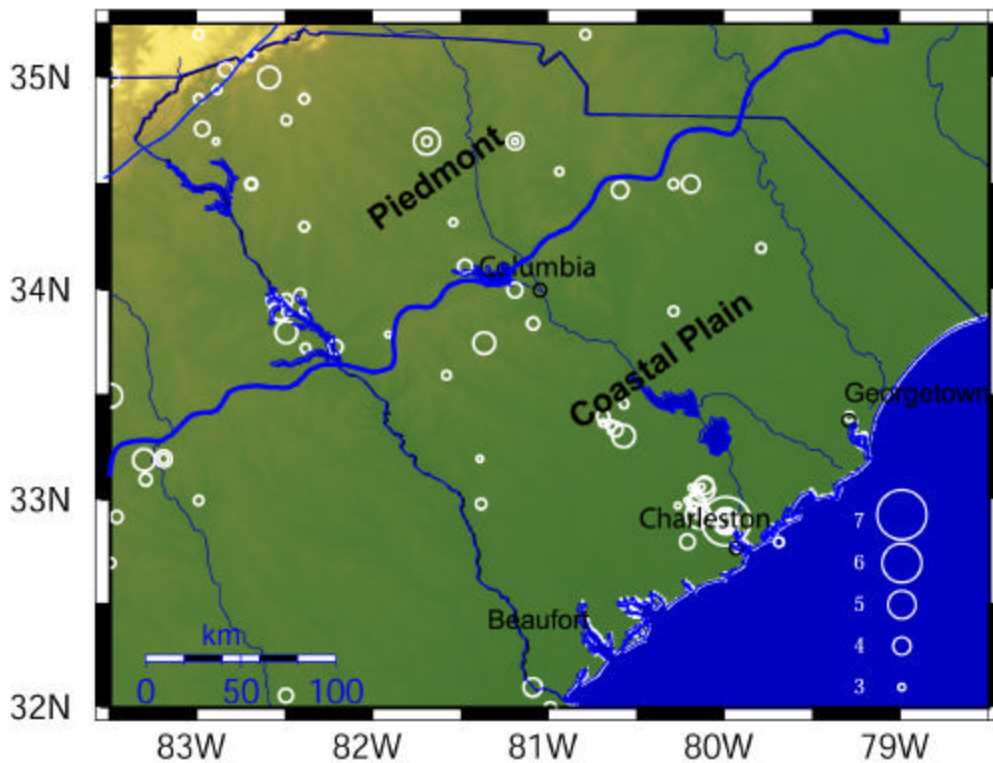 35N
Piedmont
34N
Columbia
Coastal Plain
Georgetown
33N
Charleston
7
6
Beaufort
5
km
4
0 50 100
3
32N
83W 82W 81W 80W 79W